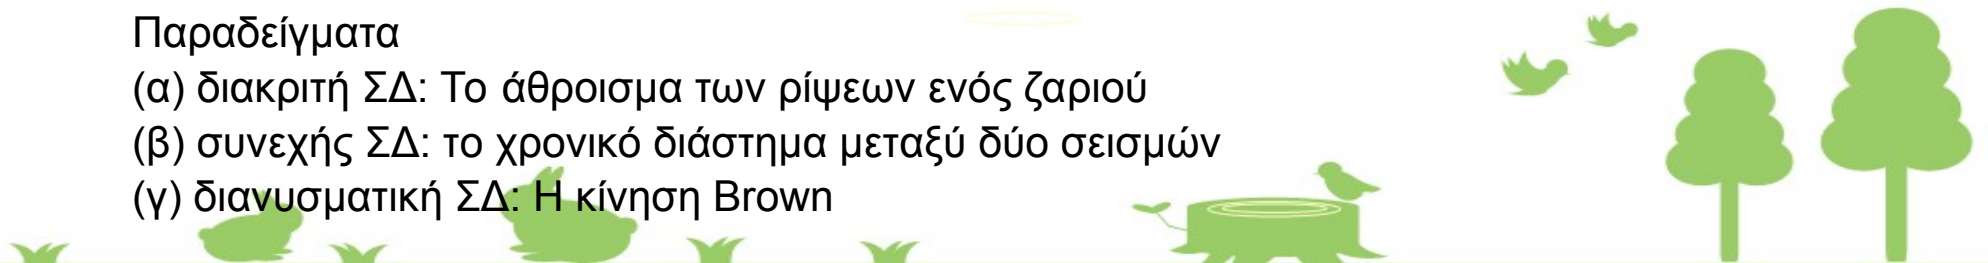 Παραδείγματα
(α) διακριτή ΣΔ: Το άθροισμα των ρίψεων ενός ζαριού
(β) συνεχής ΣΔ: το χρονικό διάστημα μεταξύ δύο σεισμών
(γ) διανυσματική ΣΔ: Η κίνηση Brown